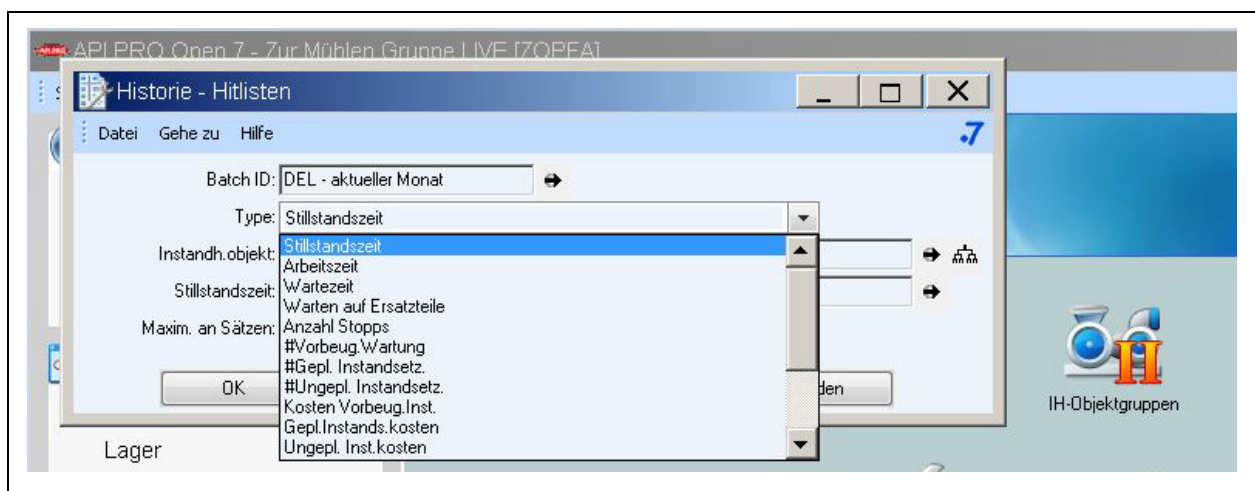 API PRO Open 7 - Zur Mühlen Gruppe LIVE [ZOPFA]
Historie - Hitlisten
Datei Gehe zu Hilfe
.7
Batch ID: DEL - aktueller Monat
Type: Stillstandszeit
Instandh.objekt:
Stillstandszeit:
Maxim. an Sätzen:
Stillstandszeit
Arbeitszeit
Wartezeit
Warten auf Ersatzteile
Anzahl Stopps
#Vorbeug.Wartung
#Gepl. Instandsetz.
#Ungepl. Instandsetz.
Kosten Vorbeug.Inst.
Gepl.Instands.kosten
Ungepl. Inst.kosten
OK
IH-Objektgruppen
Lager